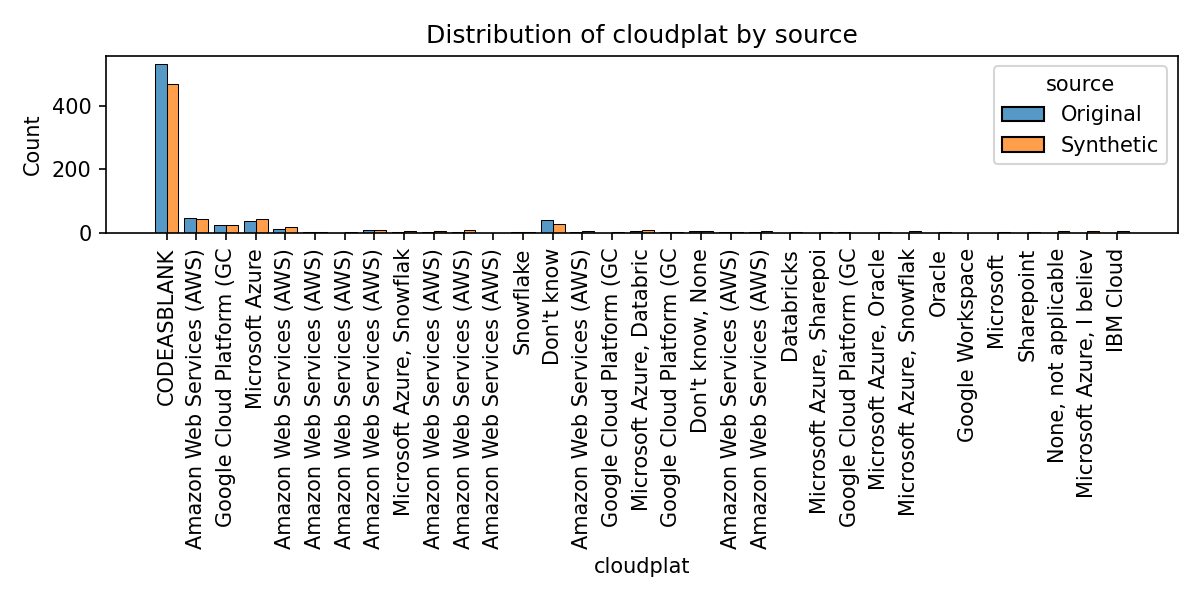 Distribution of cloudplat by source
Count
400
200
0
source
Original
Synthetic
CODEASBLANK
Amazon Web Services (AWS)
Google Cloud Platform (GC
Microsoft Azure
Amazon Web Services (AWS)
Amazon Web Services (AWS)
Amazon Web Services (AWS)
Amazon Web Services (AWS)
Microsoft Azure, Snowflak
Amazon Web Services (AWS)
Amazon Web Services (AWS)
Amazon Web Services (AWS)
Snowflake
Don't know
Amazon Web Services (AWS)
Google Cloud Platform (GC
Microsoft Azure, Databric
Google Cloud Platform (GC
Don't know, None
Amazon Web Services (AWS)
Amazon Web Services (AWS)
Databricks
Microsoft Azure, Sharepoi
Google Cloud Platform (GC
Microsoft Azure, Oracle
Microsoft Azure, Snowflak
Oracle
Google Workspace
Microsoft
Sharepoint
None, not applicable
Microsoft Azure, I believ
IBM Cloud
cloudplat